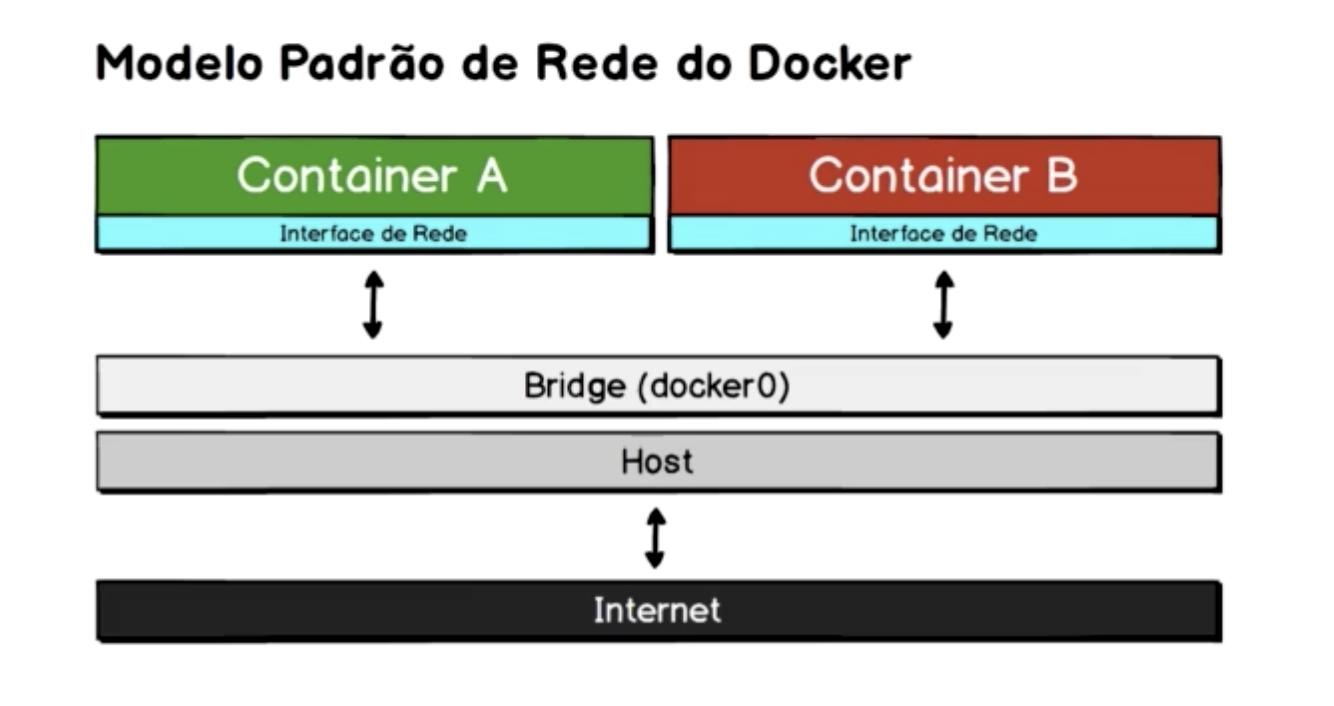 Modelo Padrão de Rede do Docker
Container A
Container B
Interface de Rede
Interface de Rede
Bridge (docker0)
Host
Internet